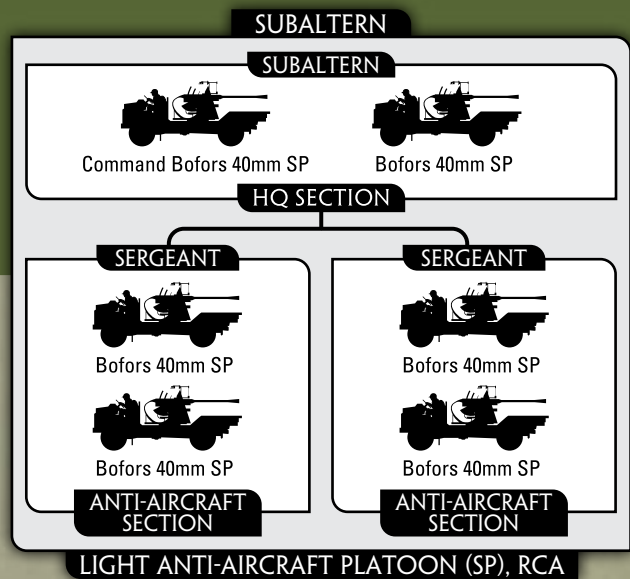 SUBALTERN
SUBALTERN
Command Bofors 40mm SP
Bofors 40mm SP
HQ SECTION
SERGEANT
Bofors 40mm SP
Bofors 40mm SP
ANTI-AIRCRAFT
SECTION
SERGEANT
Bofors 40mm SP
Bofors 40mm SP
ANTI-AIRCRAFT
SECTION
LIGHT ANTI-AIRCRAFT PLATOON (SP), RCA